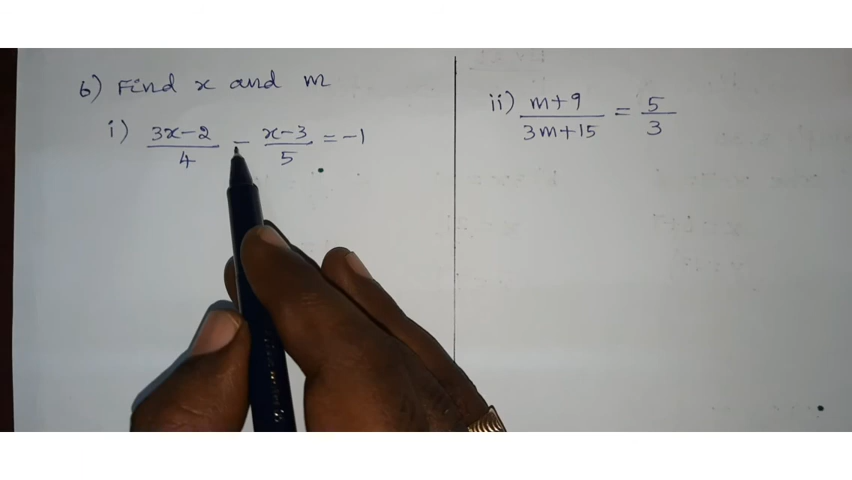 6) Find x and m
i) 3x-2/4 - x-3/5 = -1
ii) m+9/3m+15 = 5/3